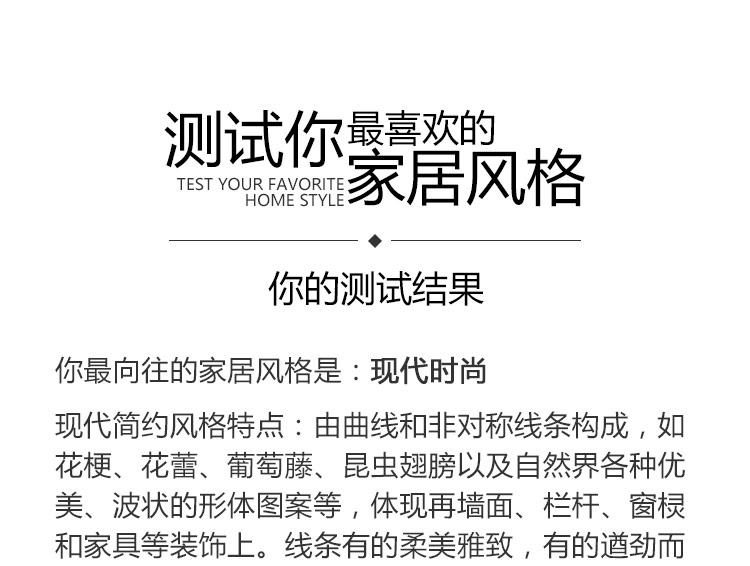 测试你最喜欢的
家居风格
TEST YOUR FAVORITE
HOME STYLE
你的测试结果
你最向往的家居风格是：现代时尚
现代简约风格特点：由曲线和非对称线条构成，如
花梗、花蕾、葡萄藤、昆虫翅膀以及自然界各种优
美、波状的形体图案等，体现再墙面、栏杆、窗棂
和家具等装饰上。线条有的柔美雅致，有的遒劲而